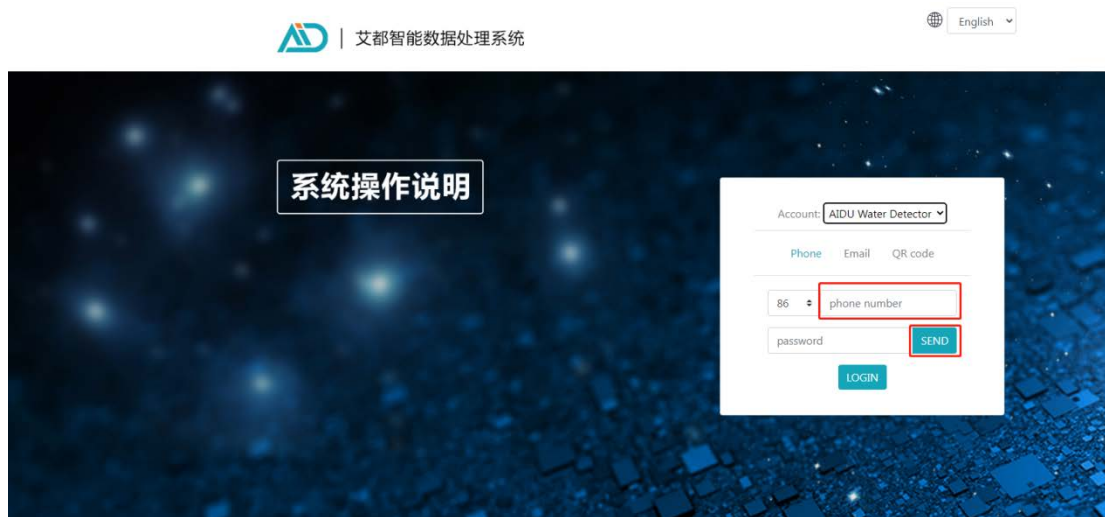 AID | 艾都智能数据处理系统
English
系统操作说明
Account: AIDU Water Detector
Phone Email QR code
86 phone number
password SEND
LOGIN